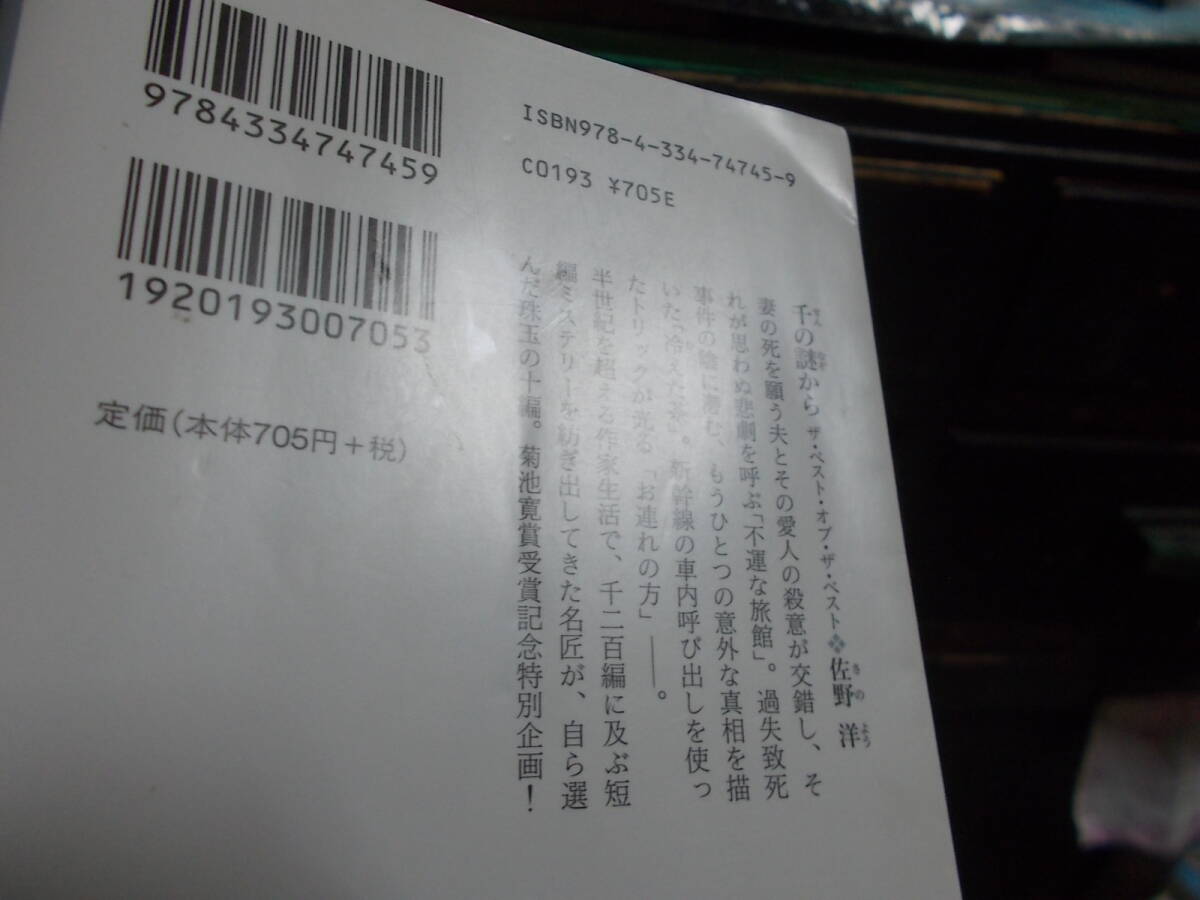 9784334747459
ISBN978-4-334-74745-9
C0193 ¥705E
1920193007053
定価(本体705円+税)
千の謎から ザ・ベスト・オブ・ザ・ベスト❖佐野 洋
せん なぞ さの よう
妻の死を願う夫とその愛人の殺意が交錯し、そ
れが思わぬ悲劇を呼ぶ「不運な旅館」。過失致死
事件の陰に潜む、もうひとつの意外な真相を描
いた「冷えた茶」。新幹線の車内呼び出しを使っ
たトリックが光る「お連れの方」――。
半世紀を超える作家生活で、千二百編に及ぶ短
編ミステリーを紡ぎ出してきた名匠が、自ら選
んだ珠玉の十編。菊池寛賞受賞記念特別企画！